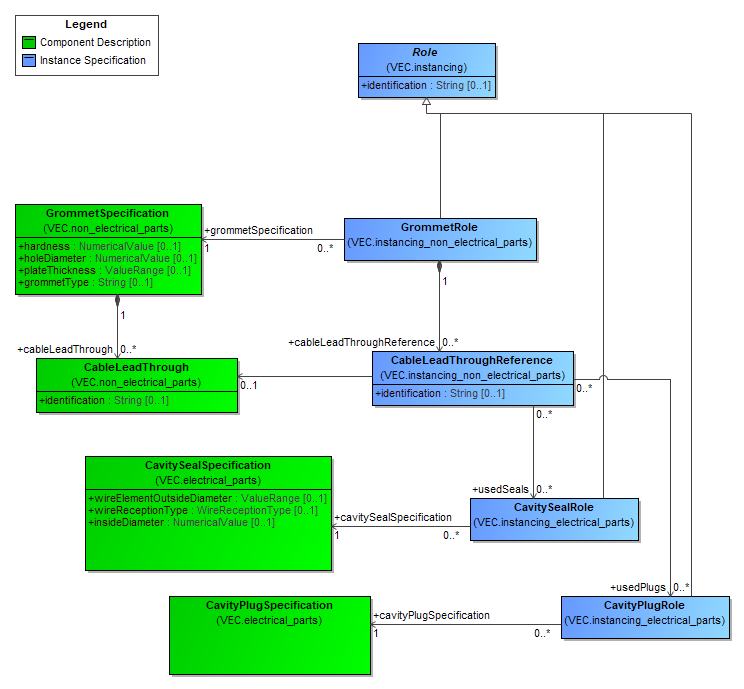 Legend
Component Description
Instance Specification
Role
(VEC.instancing)
+identification : String [0..1]
GrommetSpecification
(VEC.non_electrical_parts)
+hardness : NumericalValue [0..1]
+holeDiameter : NumericalValue [0..1]
+plateThickness : ValueRange [0..1]
+grommetType : String [0..1]
+grommetSpecification
1
0..*
GrommetRole
(VEC.instancing_non_electrical_parts)
1
1
+cableLeadThrough
0..*
+cableLeadThroughReference
0..*
CableLeadThrough
(VEC.non_electrical_parts)
+identification : String [0..1]
0..1
CableLeadThroughReference
(VEC.instancing_non_electrical_parts)
+identification : String [0..1]
0..*
0..*
CavitySealSpecification
(VEC.electrical_parts)
+wireElementOutsideDiameter : ValueRange [0..1]
+wireReceptionType : WireReceptionType [0..1]
+insideDiameter : NumericalValue [0..1]
+usedSeals
0..*
+cavitySealSpecification
1
0..*
CavitySealRole
(VEC.instancing_electrical_parts)
+usedPlugs
0..*
CavityPlugSpecification
(VEC.electrical_parts)
+cavityPlugSpecification
1
0..*
CavityPlugRole
(VEC.instancing_electrical_parts)